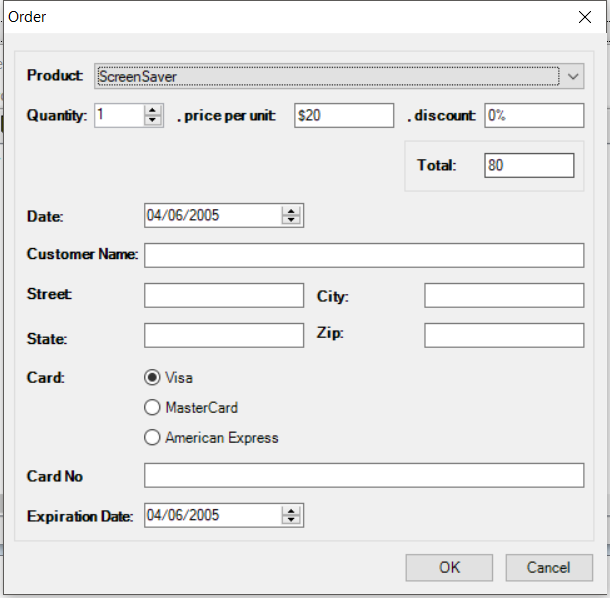 Order
Product: ScreenSaver
Quantity: 1 , price per unit: $20 , discount: 0%
Total: 80
Date: 04/06/2005
Customer Name:
Street: City:
State: Zip:
Card: Visa
MasterCard
American Express
Card No
Expiration Date: 04/06/2005
OK Cancel